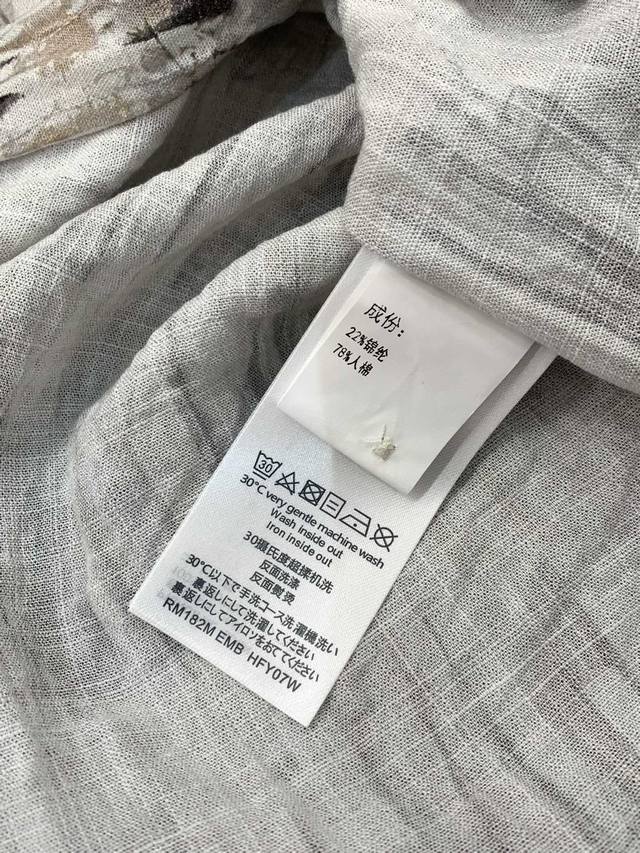 成份：
22%锦纶
78%人棉
30
30°C very gentle machine wash
Wash inside out
Iron inside out
30摄氏度超揉机洗
反面洗涤
反面熨烫
30℃以下で手洗コース洗濯機洗い
裏返しにして洗濯してください
裏返しにしてアイロンをおてください
RM182M EMB HFY07W